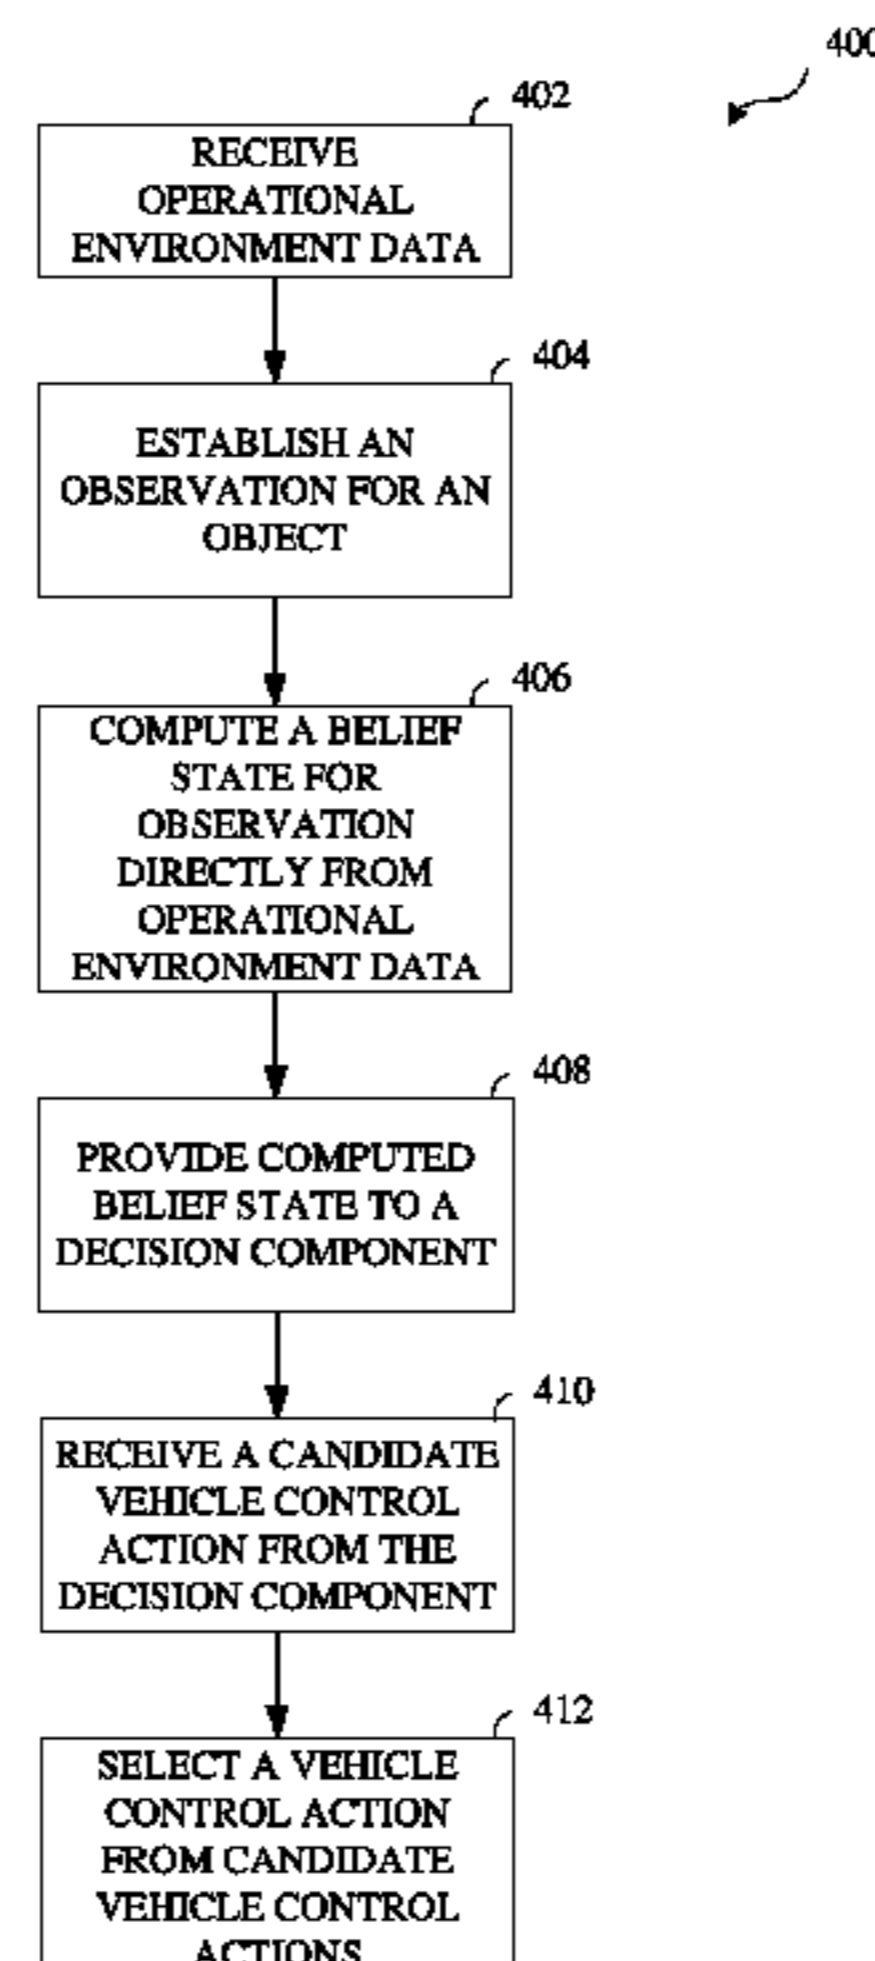 400
402
RECEIVE
OPERATIONAL
ENVIRONMENT DATA
404
ESTABLISH AN
OBSERVATION FOR AN
OBJECT
406
COMPUTE A BELIEF
STATE FOR
OBSERVATION
DIRECTLY FROM
OPERATIONAL
ENVIRONMENT DATA
408
PROVIDE COMPUTED
BELIEF STATE TO A
DECISION COMPONENT
410
RECEIVE A CANDIDATE
VEHICLE CONTROL
ACTION FROM THE
DECISION COMPONENT
412
SELECT A VEHICLE
CONTROL ACTION
FROM CANDIDATE
VEHICLE CONTROL
ACTIONS